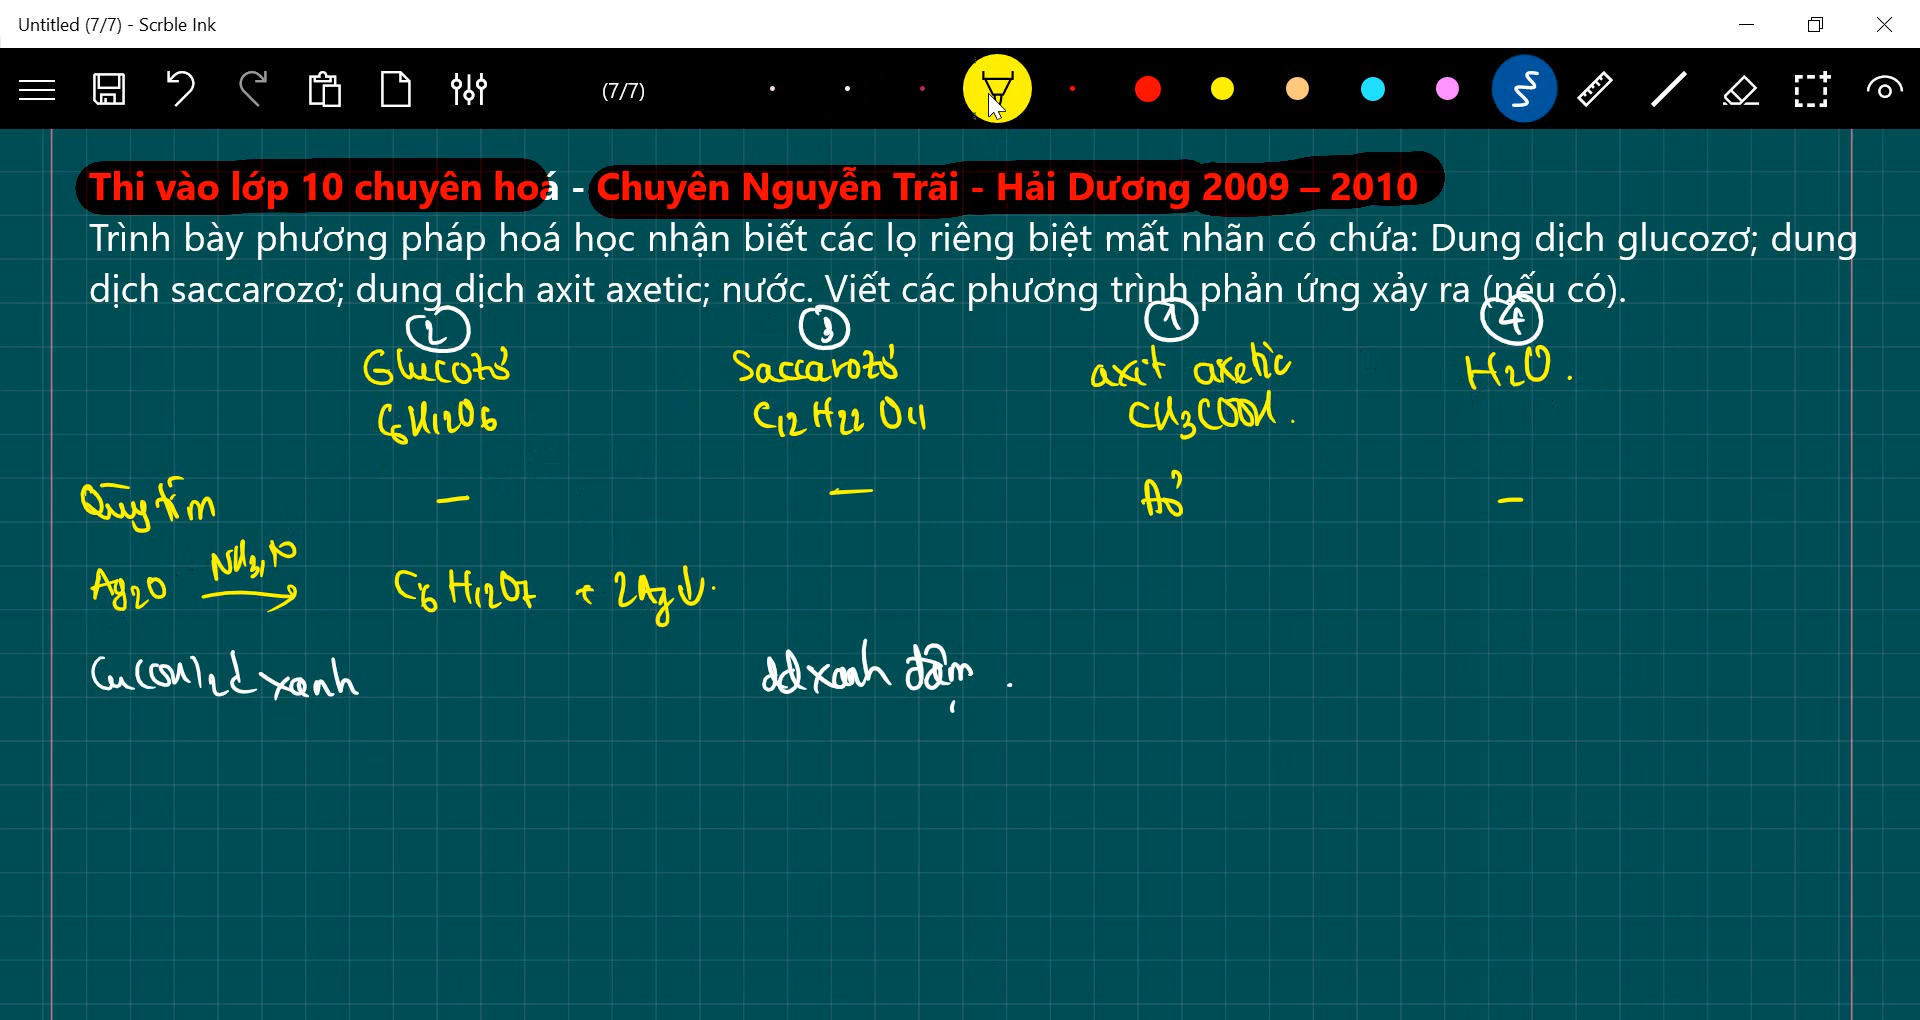 Untitled (7/7) - Scrble Ink
(7/7)
Thi vào lớp 10 chuyên hoá - Chuyên Nguyễn Trãi - Hải Dương 2009 – 2010
Trình bày phương pháp hoá học nhận biết các lọ riêng biệt mất nhãn có chứa: Dung dịch glucozơ; dung
dịch saccarozơ; dung dịch axit axetic; nước. Viết các phương trình phản ứng xảy ra (nếu có).
2 3 1 4
Glucozơ Saccarozơ axit axetic H2O.
C6H12O6 C12H22O11 CH3COOH.
Quỳ tím — — đỏ —
NH3, to
Ag2O → C6H12O7 + 2Ag↓.
Cu(OH)2↓ xanh dd xanh đậm.